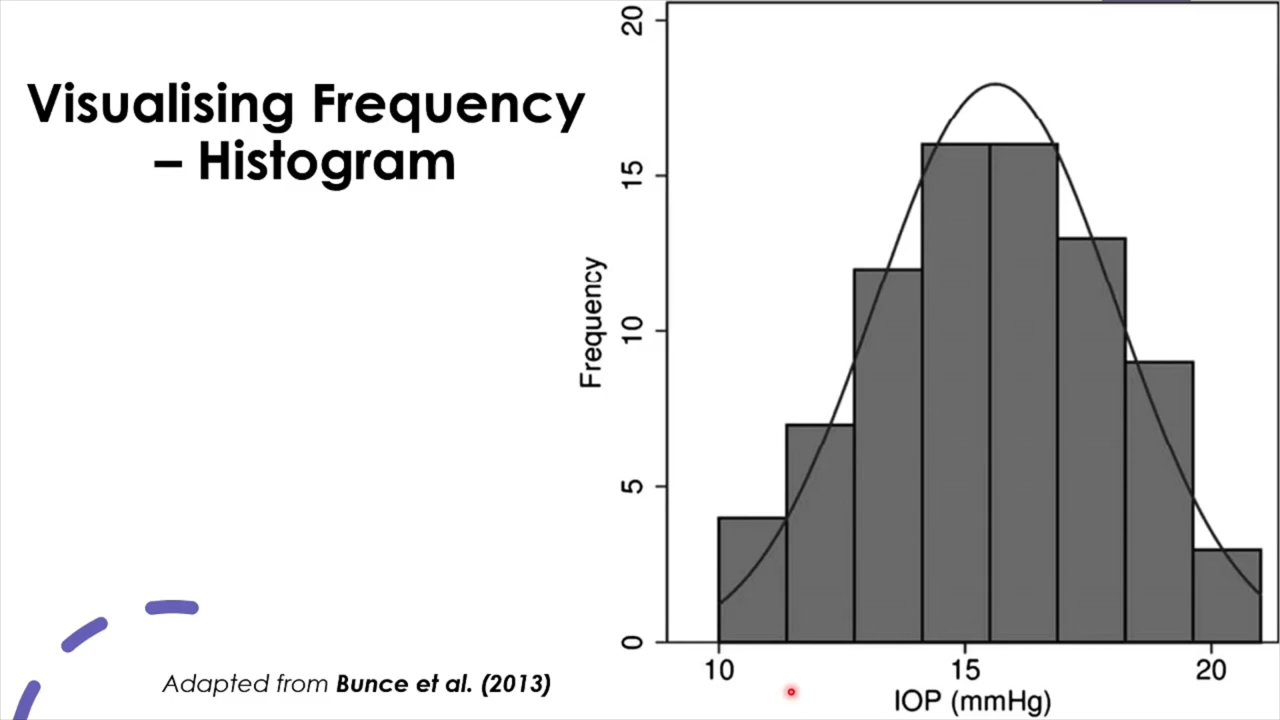 Visualising Frequency
– Histogram
Adapted from Bunce et al. (2013)
Frequency
20
15
10
5
0
10 15 20
IOP (mmHg)